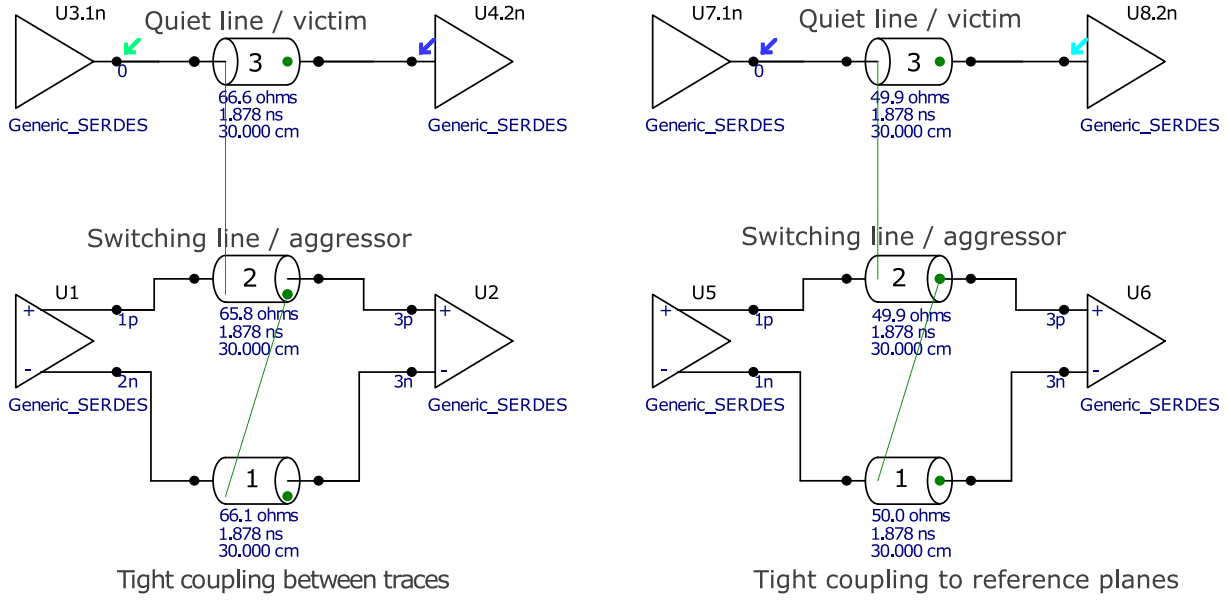 U3.1n
Quiet line / victim
U4.2n
3
0
66.6 ohms
1.878 ns
30.000 cm
Generic_SERDES
Generic_SERDES
Switching line / aggressor
2
U1
U2
+
-
1p
2n
65.8 ohms
1.878 ns
30.000 cm
3p
3n
+
-
Generic_SERDES
Generic_SERDES
1
66.1 ohms
1.878 ns
30.000 cm
Tight coupling between traces
U7.1n
Quiet line / victim
U8.2n
3
0
49.9 ohms
1.878 ns
30.000 cm
Generic_SERDES
Generic_SERDES
Switching line / aggressor
2
U5
U6
+
-
1p
1n
49.9 ohms
1.878 ns
30.000 cm
3p
3n
+
-
Generic_SERDES
Generic_SERDES
1
50.0 ohms
1.878 ns
30.000 cm
Tight coupling to reference planes